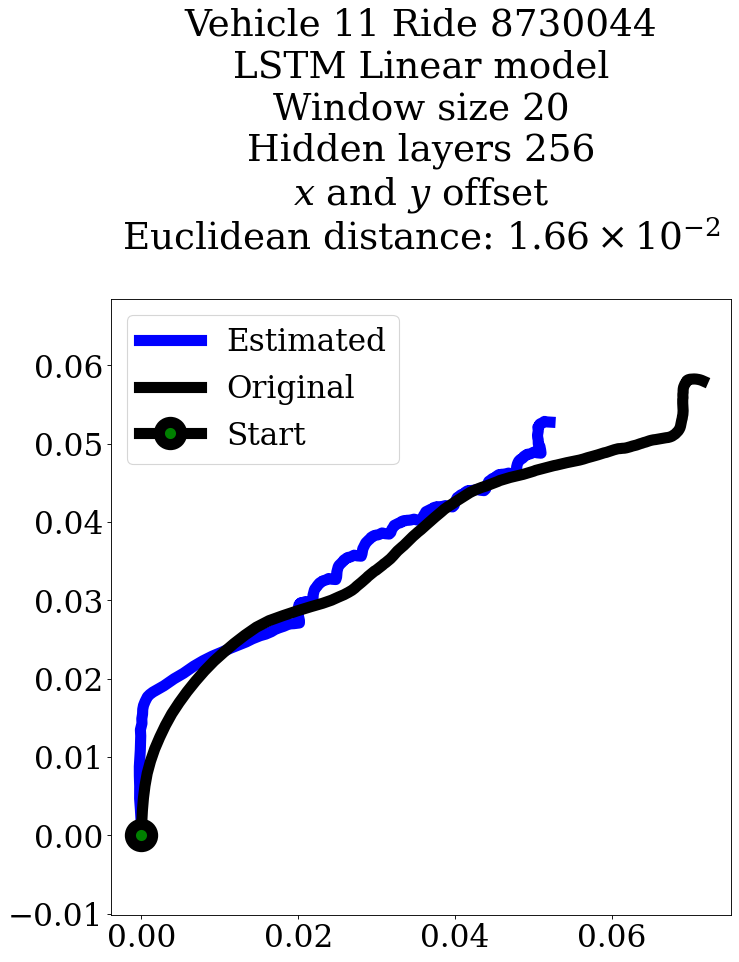 Vehicle 11 Ride 8730044
LSTM Linear model
Window size 20
Hidden layers 256
x and y offset
Euclidean distance: 1.66 × 10⁻²
Estimated
Original
Start
0.06
0.05
0.04
0.03
0.02
0.01
0.00
−0.01
0.00 0.02 0.04 0.06